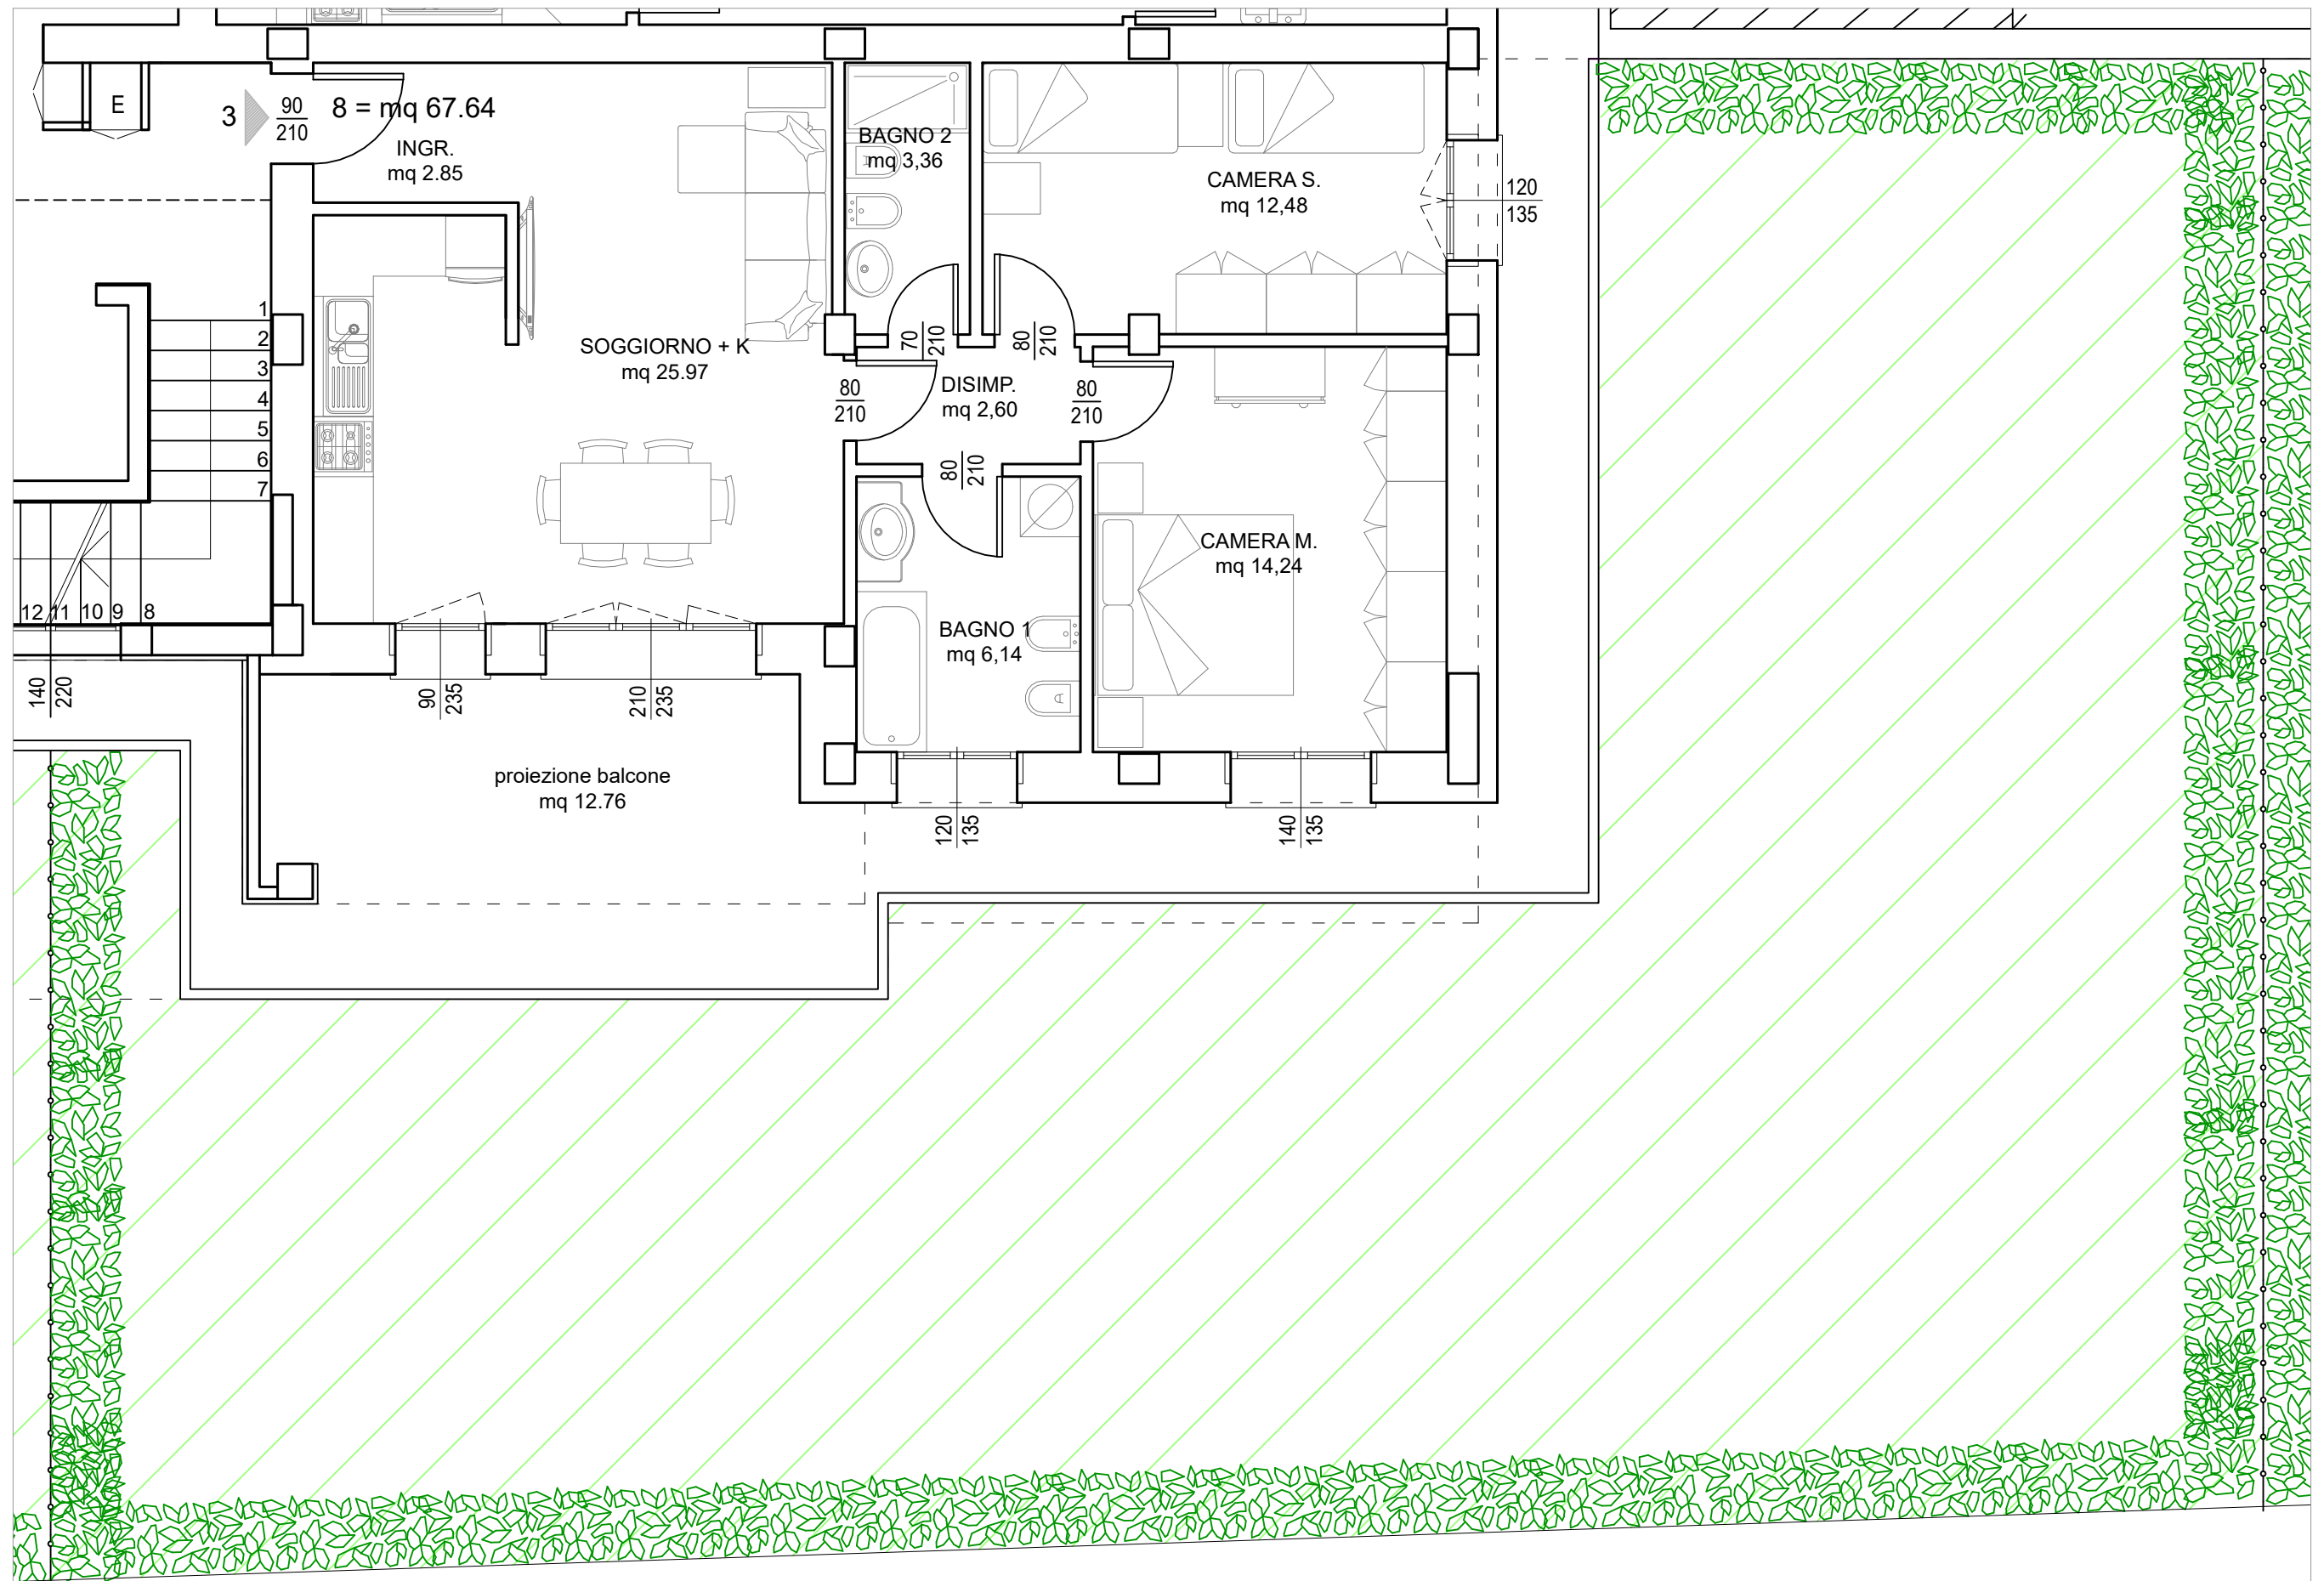 E
3
90
210
8 = mq 67.64
INGR.
mq 2.85
BAGNO 2
mq 3,36
CAMERA S.
mq 12,48
120
135
SOGGIORNO + K
mq 25.97
70
210
80
210
80
210
DISIMP.
mq 2,60
80
210
80
210
1
2
3
4
5
6
7
12 11 10 9 8
CAMERA M.
mq 14,24
BAGNO 1
mq 6,14
140
220
90
235
210
235
proiezione balcone
mq 12.76
120
135
140
135